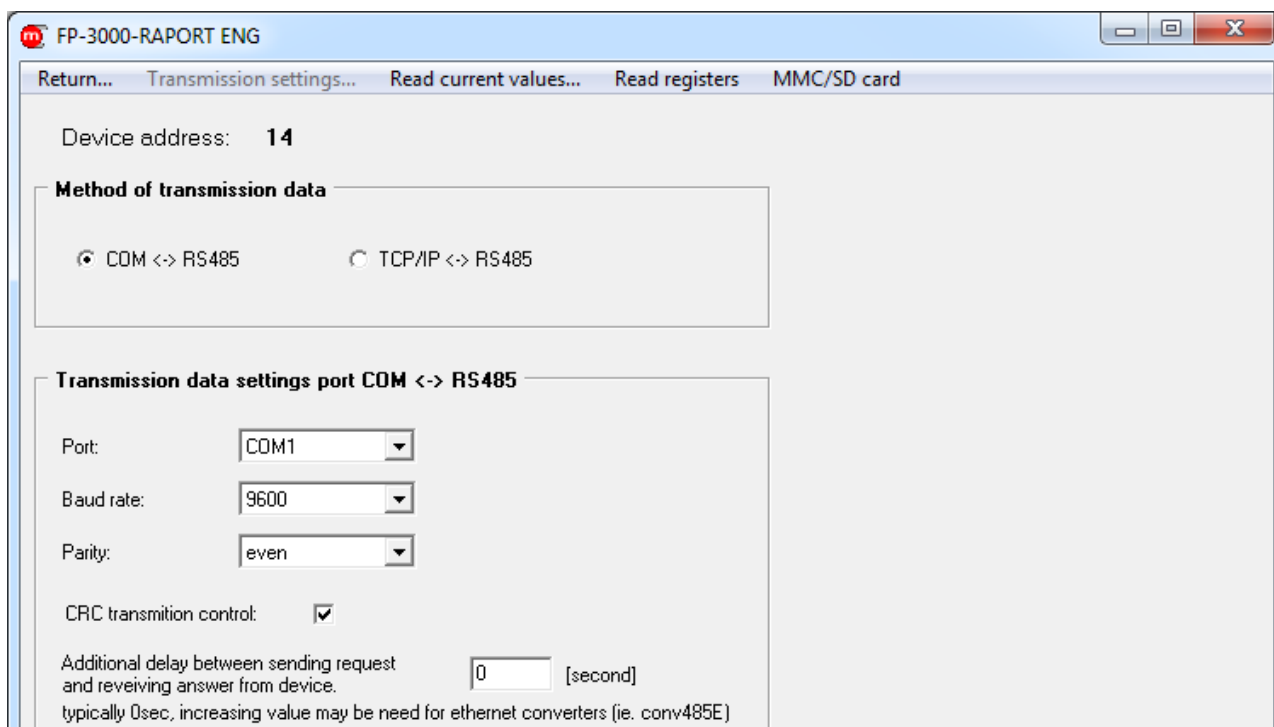 FP-3000-RAPORT ENG
Return... Transmission settings... Read current values... Read registers MMC/SD card
Device address: 14
Method of transmission data
COM <-> RS485 TCP/IP <-> RS485
Transmission data settings port COM <-> RS485
Port: COM1
Baud rate: 9600
Parity: even
CRC transmition control:
Additional delay between sending request
and reveiving answer from device. 0 [second]
typically 0sec, increasing value may be need for ethernet converters (ie. conv485E)